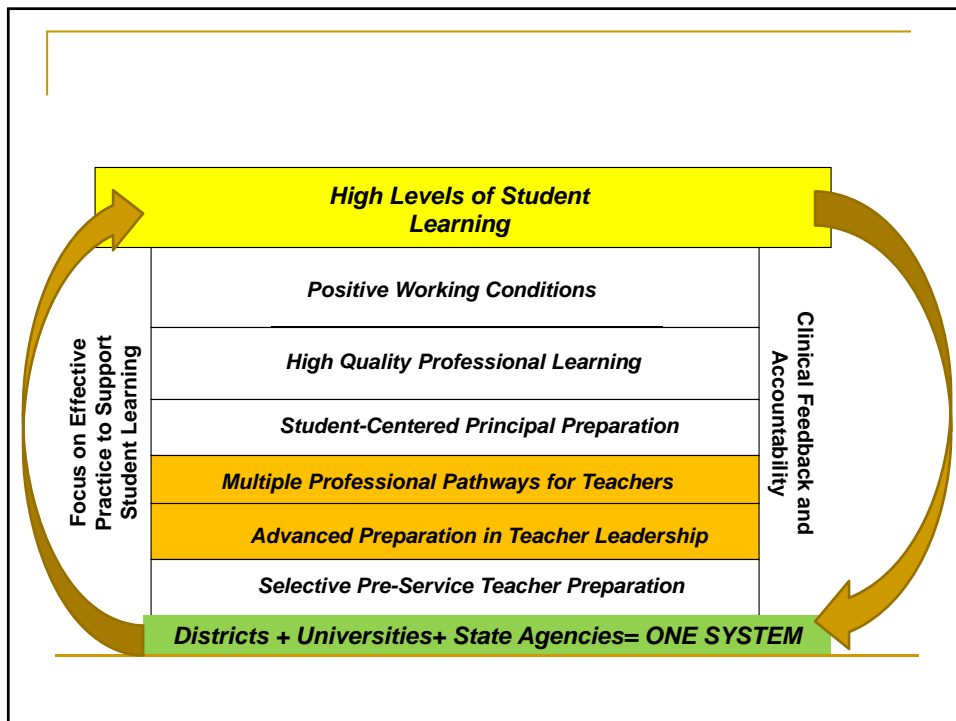 High Levels of Student
Learning
Positive Working Conditions
High Quality Professional Learning
Student-Centered Principal Preparation
Multiple Professional Pathways for Teachers
Advanced Preparation in Teacher Leadership
Selective Pre-Service Teacher Preparation
Districts + Universities+ State Agencies= ONE SYSTEM
Focus on Effective
Practice to Support
Student Learning
Clinical Feedback and
Accountability